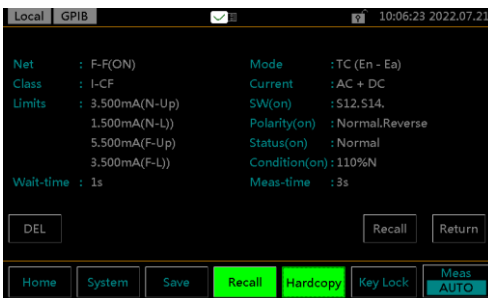 Local GPIB 10:06:23 2022.07.21
Net : F-F(ON) Mode :TC (En - Ea)
Class : I-CF Current :AC + DC
Limits : 3.500mA(N-Up) SW(on) :S12.S14.
1.500mA(N-L)) Polarity(on) :Normal.Reverse
5.500mA(F-Up) Status(on) :Normal
3.500mA(F-L)) Condition(on):110%N
Wait-time : 1s Meas-time :3s
DEL Recall Return
Home System Save Recall Hardcopy Key Lock Meas
AUTO